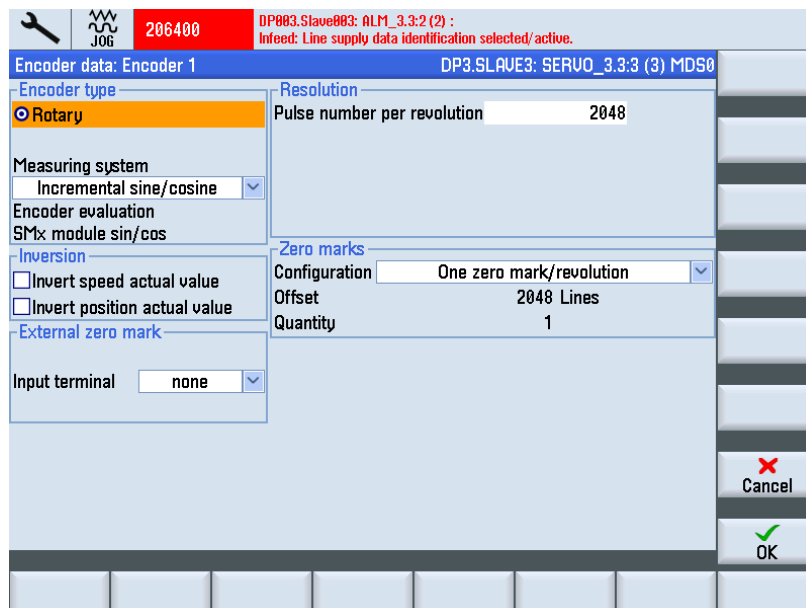 JOG
206400
DP003.Slave003: ALM_3.3:2 (2) :
Infeed: Line supply data identification selected/active.
Encoder data: Encoder 1
DP3.SLAVE3: SERVO_3.3:3 (3) MDS0
Encoder type
Rotary
Measuring system
Incremental sine/cosine
Encoder evaluation
SMx module sin/cos
Inversion
Invert speed actual value
Invert position actual value
External zero mark
Input terminal none
Resolution
Pulse number per revolution 2048
Zero marks
Configuration One zero mark/revolution
Offset 2048 Lines
Quantity 1
Cancel
OK